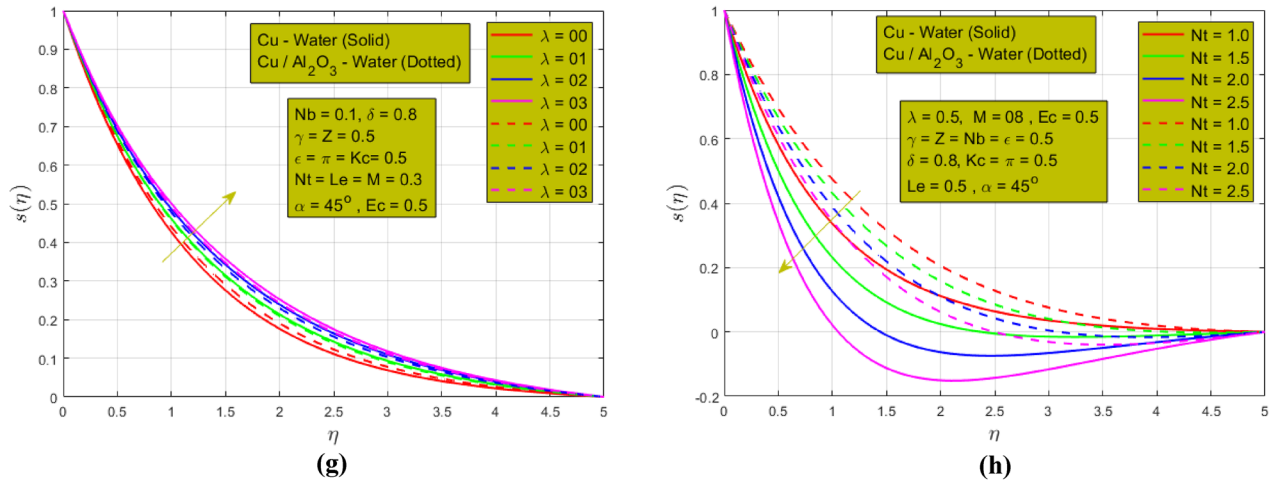 Cu - Water (Solid)
Cu / Al2O3 - Water (Dotted)
Nb = 0.1, δ = 0.8
γ = Z = 0.5
ϵ = π = Kc= 0.5
Nt = Le = M = 0.3
α = 45o , Ec = 0.5
λ = 00
λ = 01
λ = 02
λ = 03
λ = 00
λ = 01
λ = 02
λ = 03
1
0.9
0.8
0.7
0.6
0.5
0.4
0.3
0.2
0.1
0
s(η)
0 0.5 1 1.5 2 2.5 3 3.5 4 4.5 5
η
(g)
Cu - Water (Solid)
Cu / Al2O3 - Water (Dotted)
λ = 0.5, M = 08 , Ec = 0.5
γ = Z = Nb = ϵ = 0.5
δ = 0.8, Kc = π = 0.5
Le = 0.5 , α = 45o
Nt = 1.0
Nt = 1.5
Nt = 2.0
Nt = 2.5
Nt = 1.0
Nt = 1.5
Nt = 2.0
Nt = 2.5
1
0.8
0.6
0.4
0.2
0
-0.2
s(η)
0 0.5 1 1.5 2 2.5 3 3.5 4 4.5 5
η
(h)